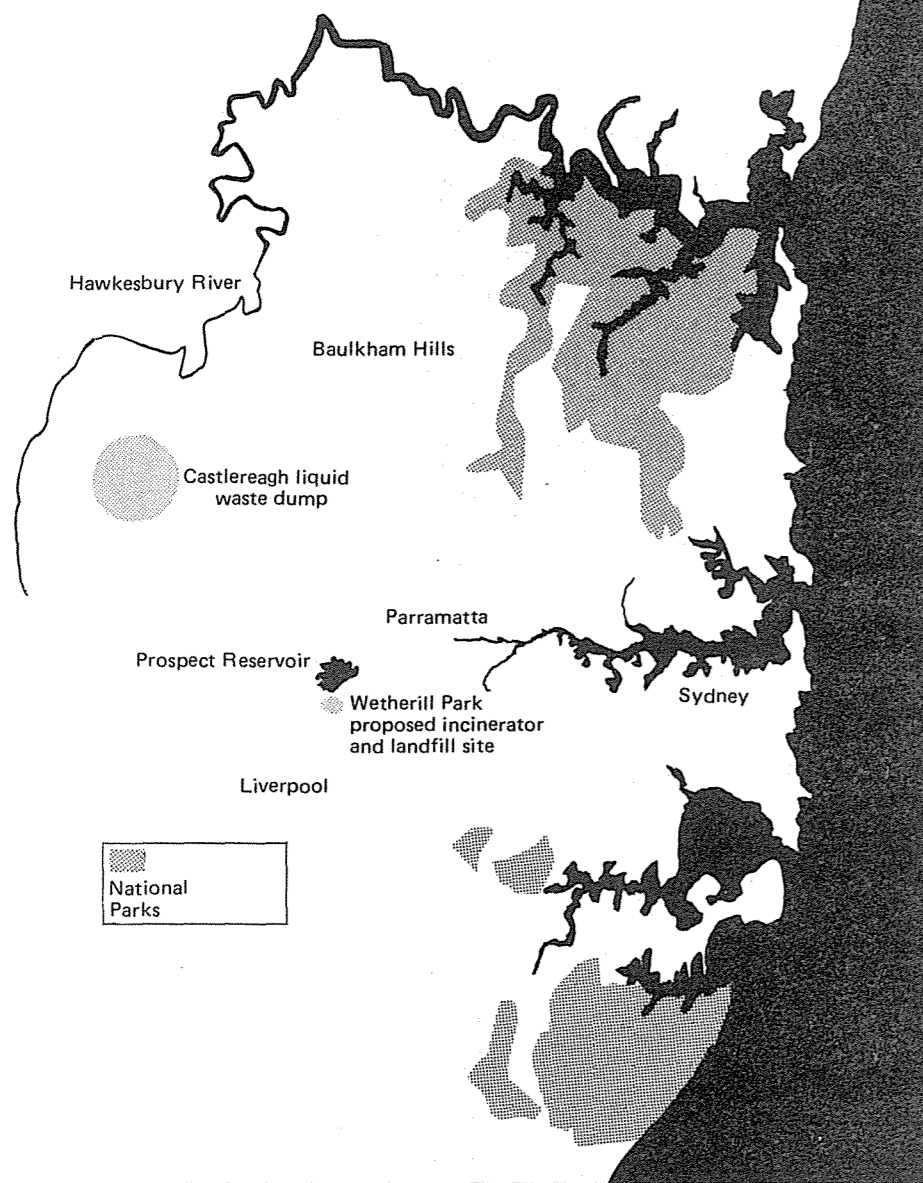 Hawkesbury River
Baulkham Hills
Castlereagh liquid
waste dump
Parramatta
Prospect Reservoir
Sydney
Wetherill Park
proposed incinerator
and landfill site
Liverpool
National
Parks